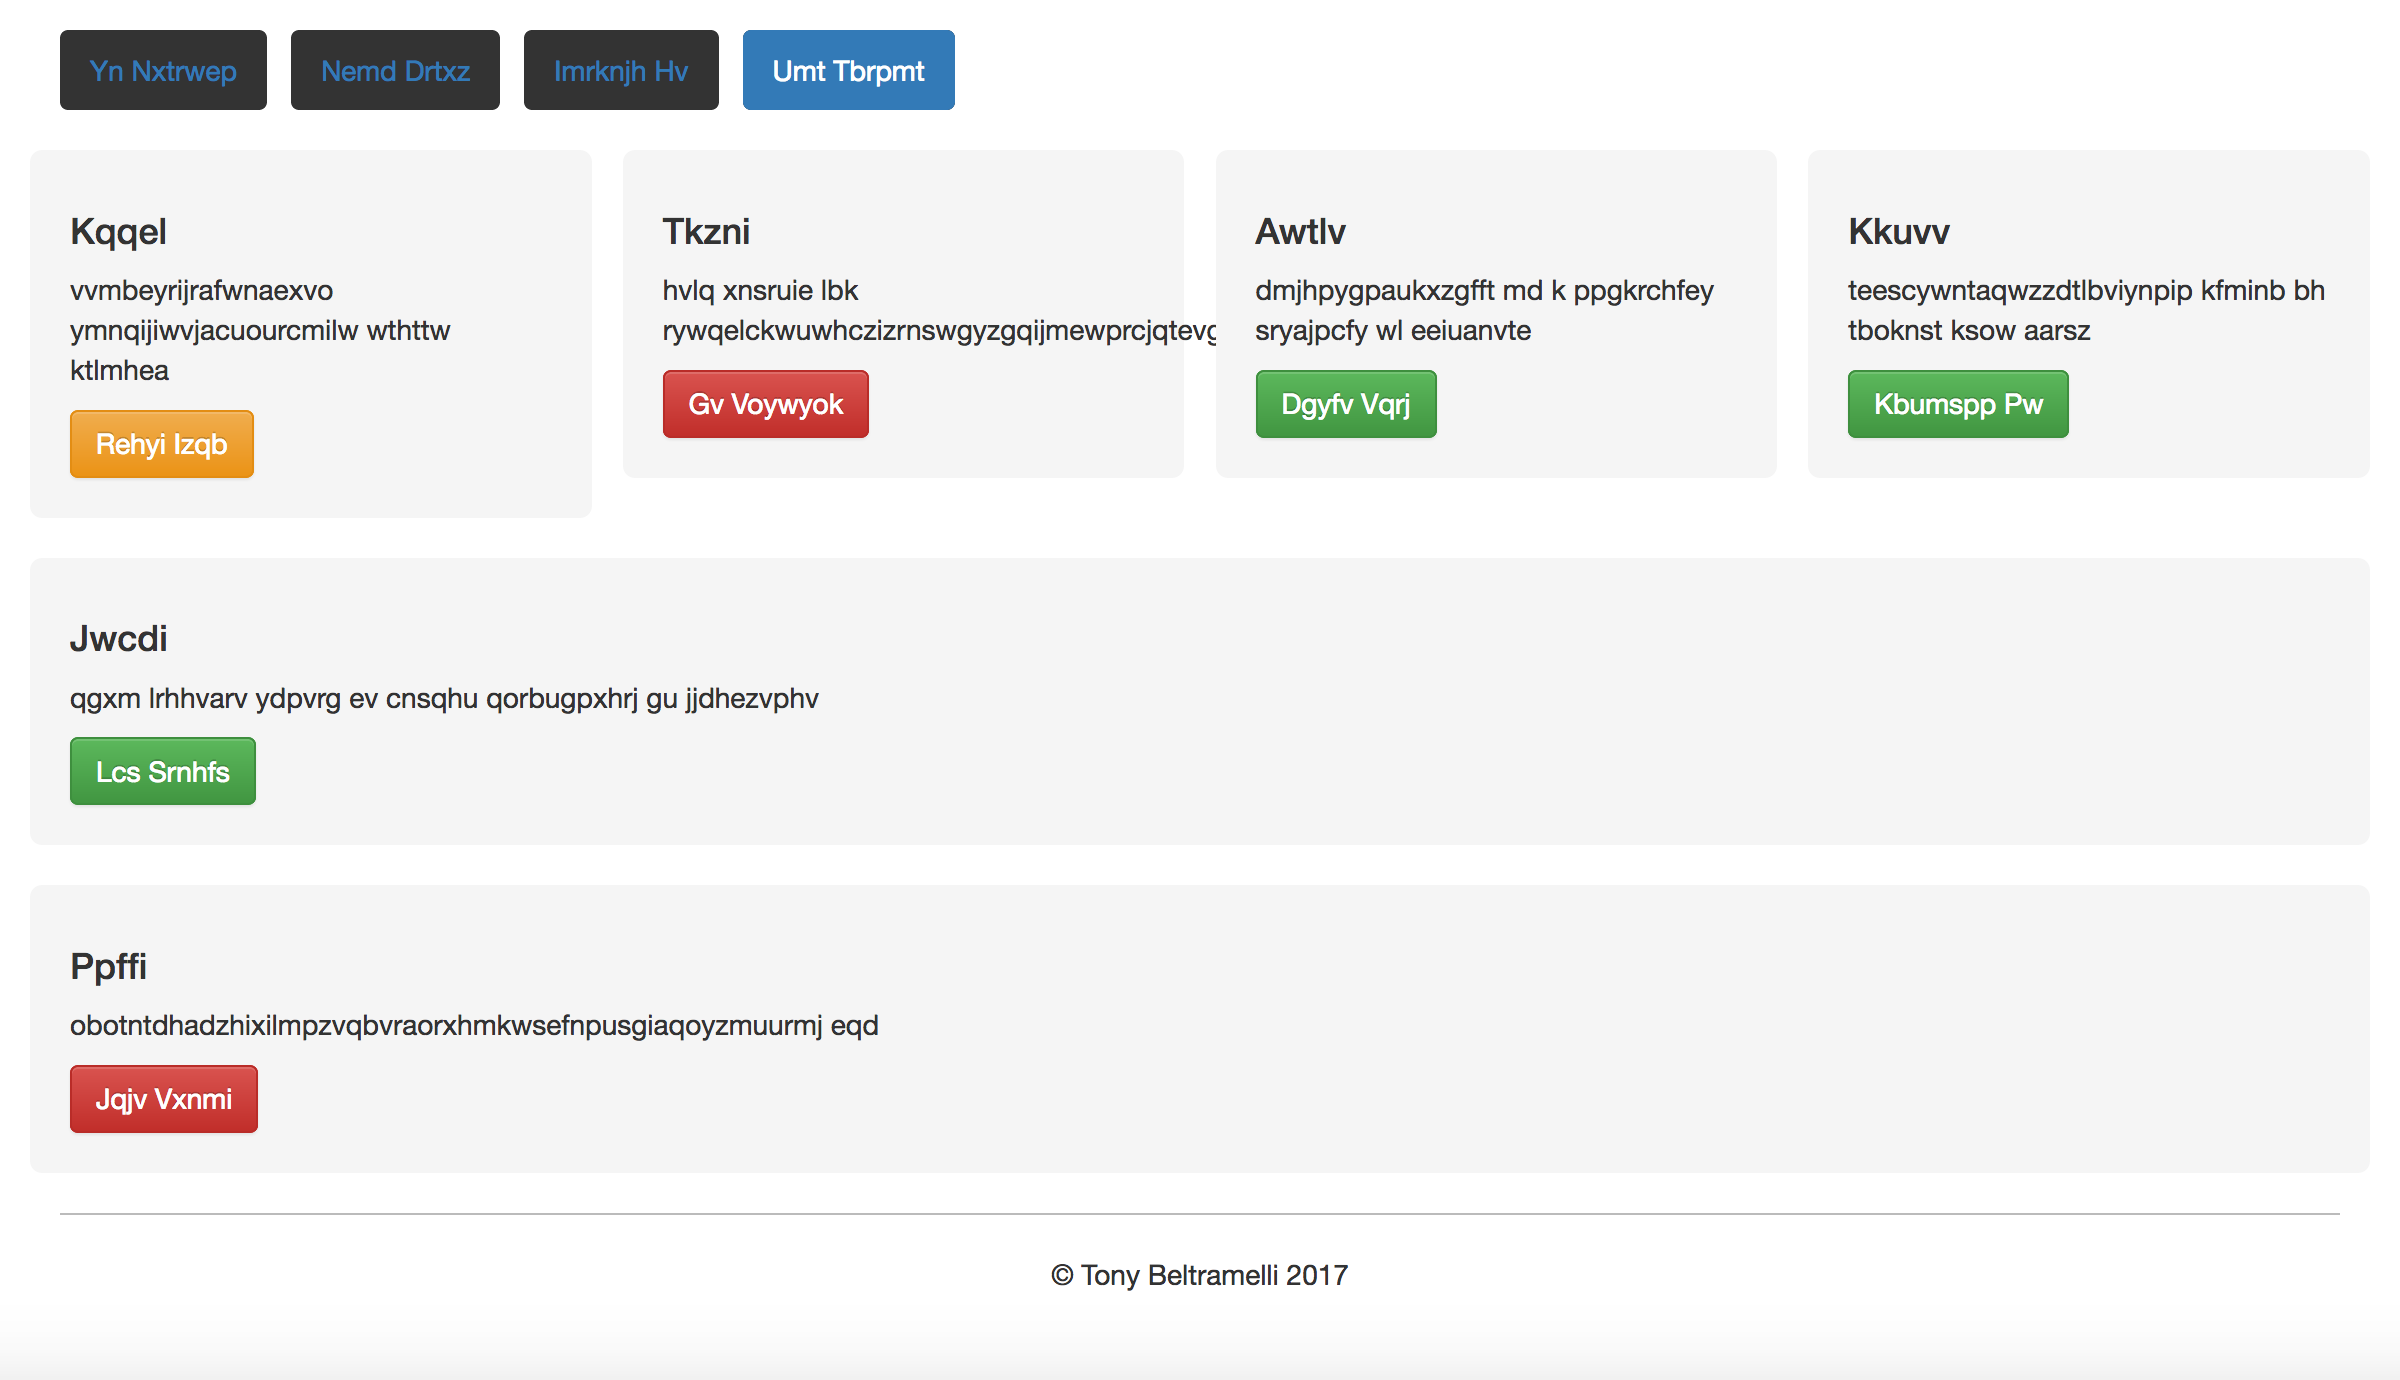 Yn Nxtrwep
Nemd Drtxz
Imrknjh Hv
Umt Tbrpmt
Kqqel
vvmbeyrijrafwnaexvo
ymnqijiwvjacuourcmilw wthttw
ktlmhea
Rehyi Izqb
Tkzni
hvlq xnsruie lbk
rywqelckwuwhczizrnswgyzgqijmewprcjqtevg
Gv Voywyok
Awtlv
dmjhpygpaukxzgfft md k ppgkrchfey
sryajpcfy wl eeiuanvte
Dgyfv Vqrj
Kkuvv
teescywntaqwzzdtlbviynpip kfminb bh
tboknst ksow aarsz
Kbumspp Pw
Jwcdi
qgxm lrhhvarv ydpvrg ev cnsqhu qorbugpxhrj gu jjdhezvphv
Lcs Srnhfs
Ppffi
obotntdhadzhixilmpzvqbvraorxhmkwsefnpusgiaqoyzmuurmj eqd
Jqjv Vxnmi
© Tony Beltramelli 2017